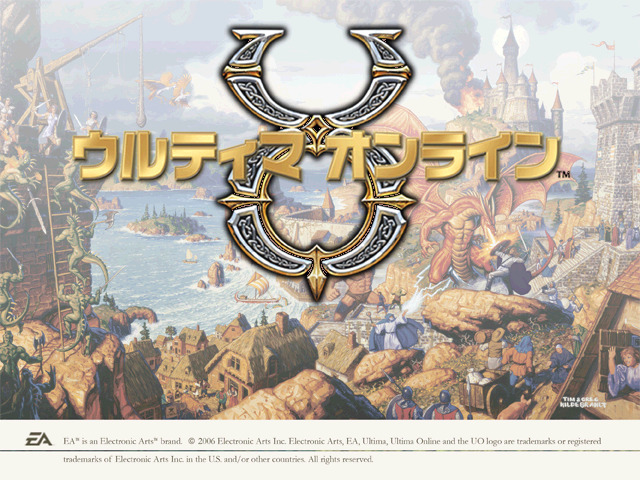 ウルティマ オンライン™
TIM & GREG
HILDEBRANDT
EA EA™ is an Electronic Arts™ brand. © 2006 Electronic Arts Inc. Electronic Arts, EA, Ultima, Ultima Online and the UO logo are trademarks or registered
trademarks of Electronic Arts Inc. in the U.S. and/or other countries. All rights reserved.